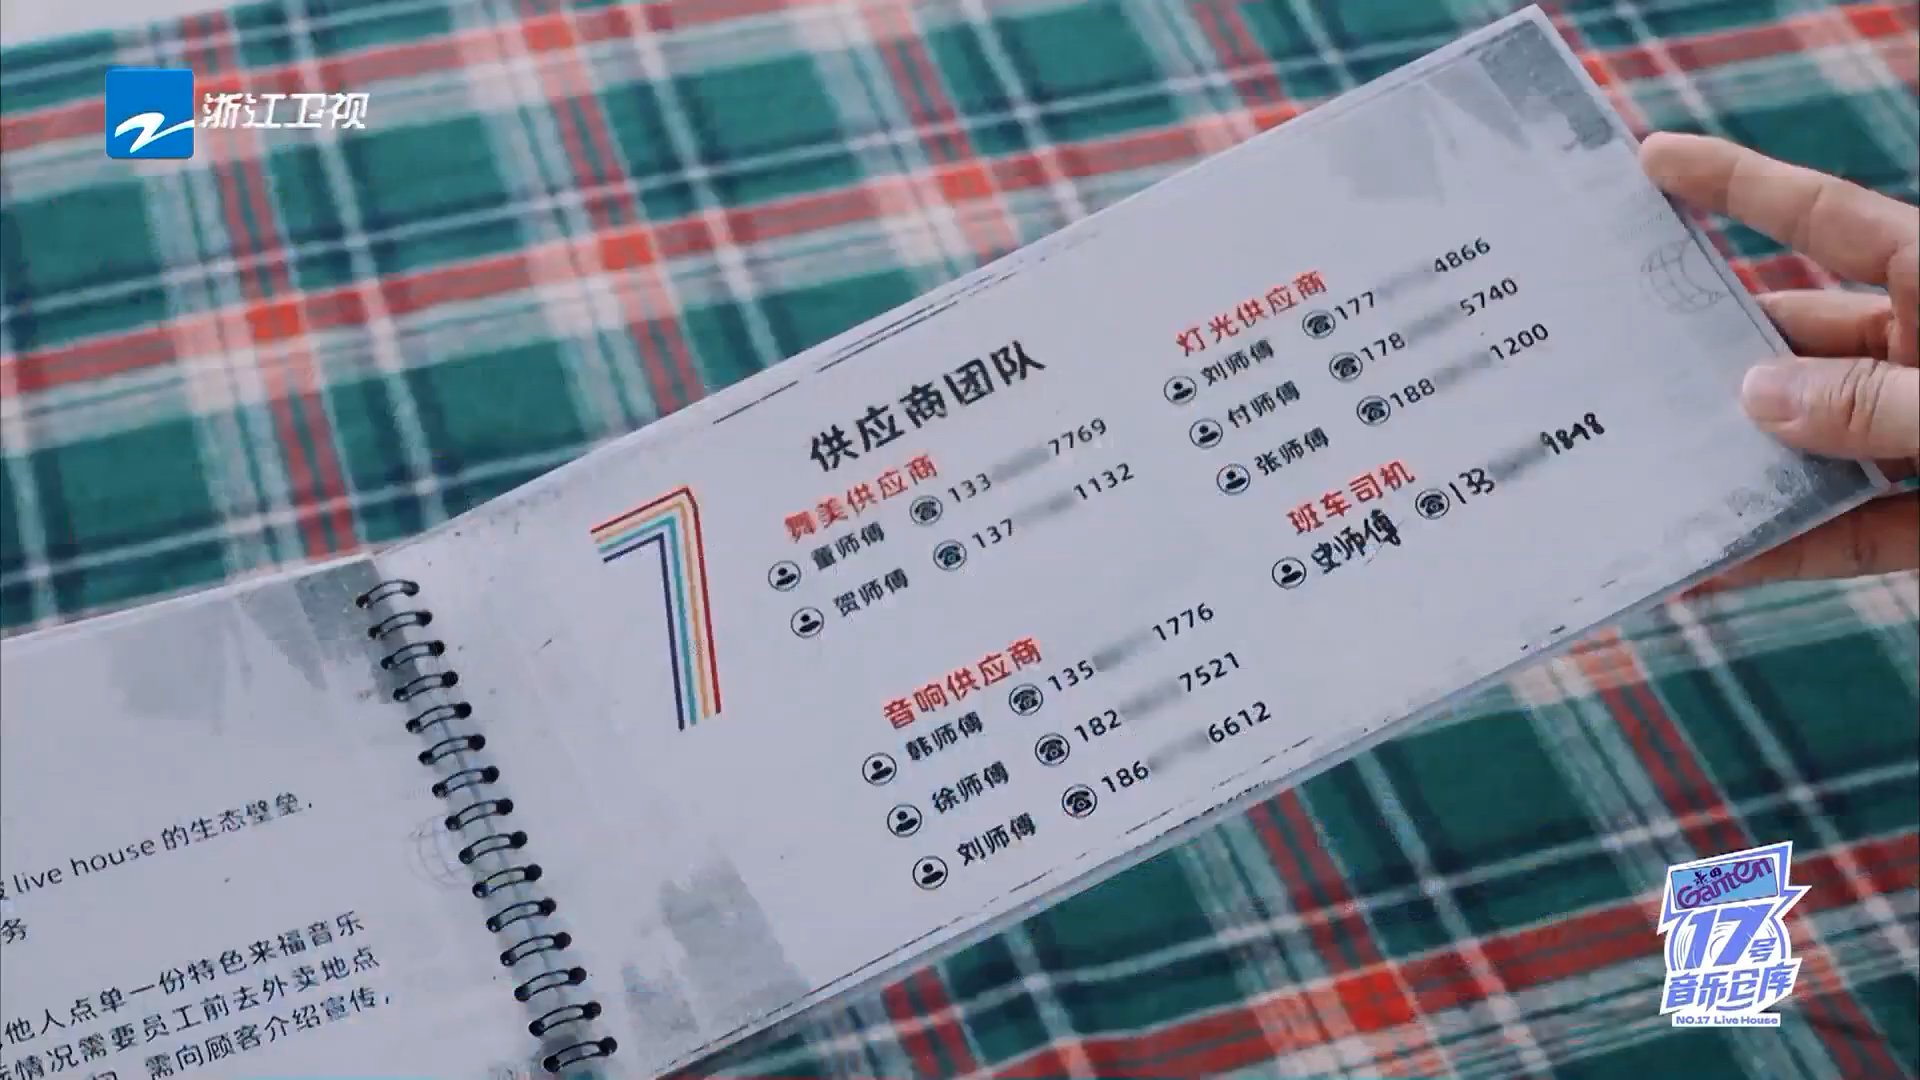 浙江卫视
供应商团队
舞美供应商
董师傅 133 7769
贺师傅 137 1132
音响供应商
韩师傅 135 1776
徐师傅 182 7521
刘师傅 186 6612
灯光供应商
刘师傅 177 4866
付师傅 178 5740
张师傅 188 1200
班车司机
史师傅 133 9898
live house 的生态壁垒，
务
他人点单一份特色来福音乐
情况需要员工前去外卖地点
需向顾客介绍宣传，
Ganten
17号
音乐仓库
NO.17 Live House